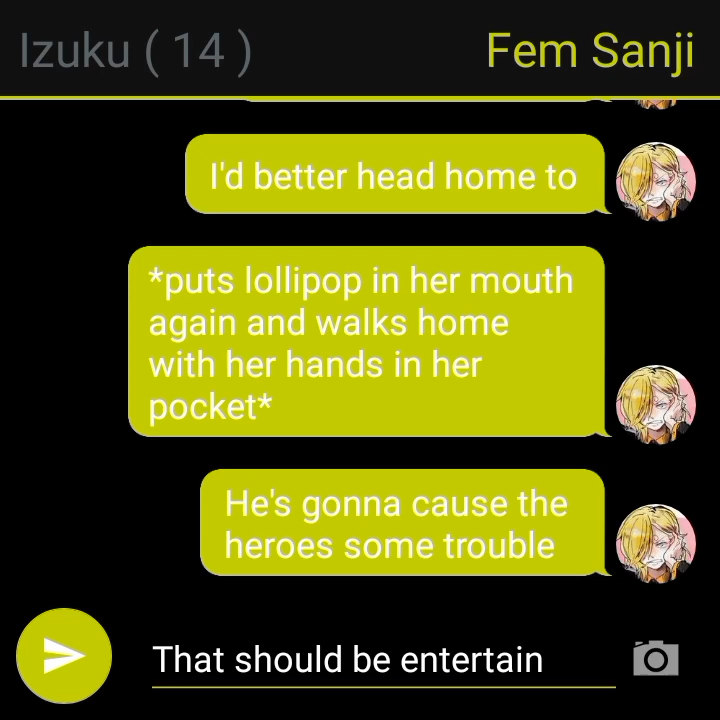 Izuku ( 14 )
Fem Sanji
I'd better head home to
*puts lollipop in her mouth
again and walks home
with her hands in her
pocket*
He's gonna cause the
heroes some trouble
That should be entertain